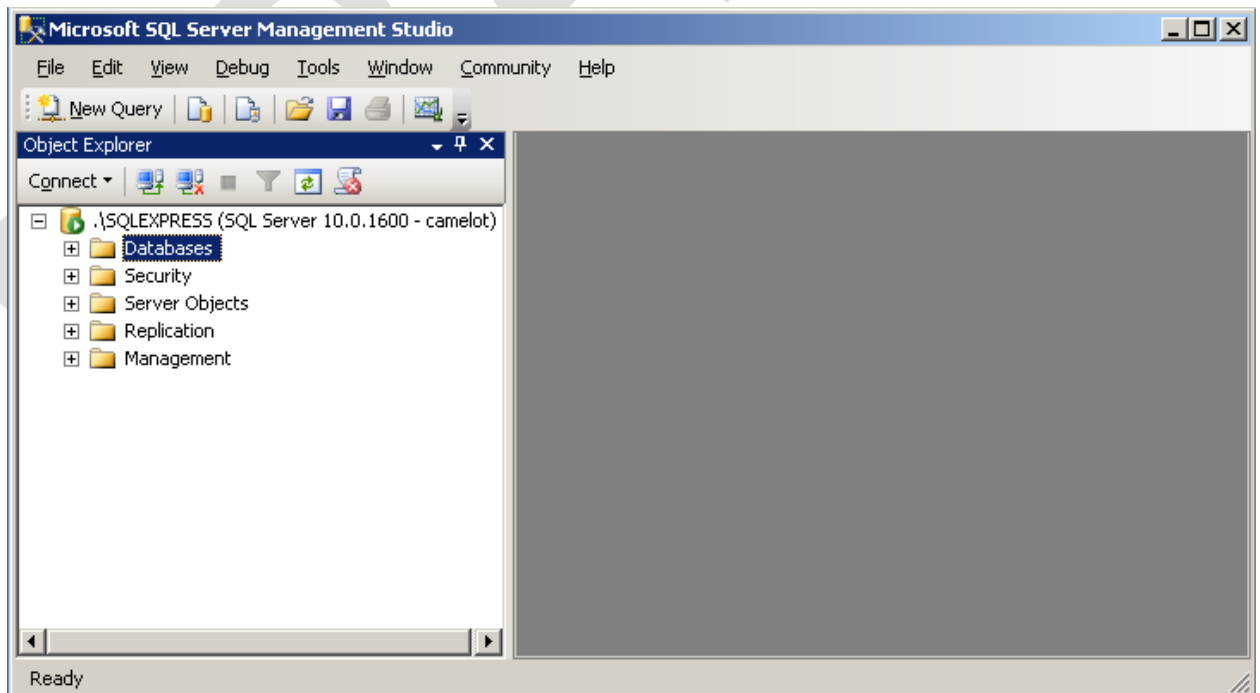 Microsoft SQL Server Management Studio
File Edit View Debug Tools Window Community Help
New Query
Object Explorer
Connect
.\SQLEXPRESS (SQL Server 10.0.1600 - camelot)
Databases
Security
Server Objects
Replication
Management
Ready